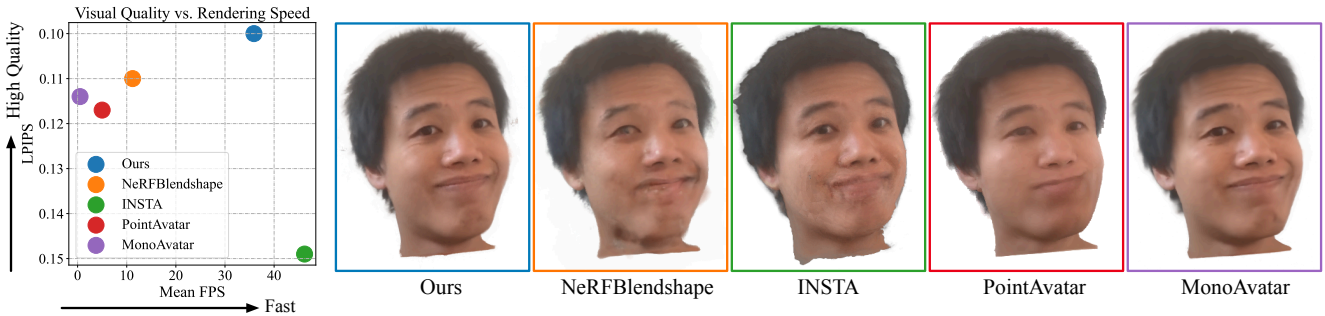 Visual Quality vs. Rendering Speed
High Quality
LPIPS
0.10
0.11
0.12
0.13
0.14
0.15
Ours
NeRFBlendshape
INSTA
PointAvatar
MonoAvatar
0
10
20
30
40
Mean FPS
Fast
Ours
NeRFBlendshape
INSTA
PointAvatar
MonoAvatar